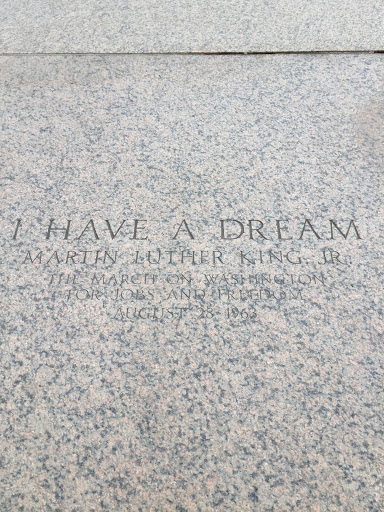 I HAVE A DREAM
MARTIN LUTHER KING, JR.
THE MARCH ON WASHINGTON
FOR JOBS AND FREEDOM
AUGUST 28, 1963